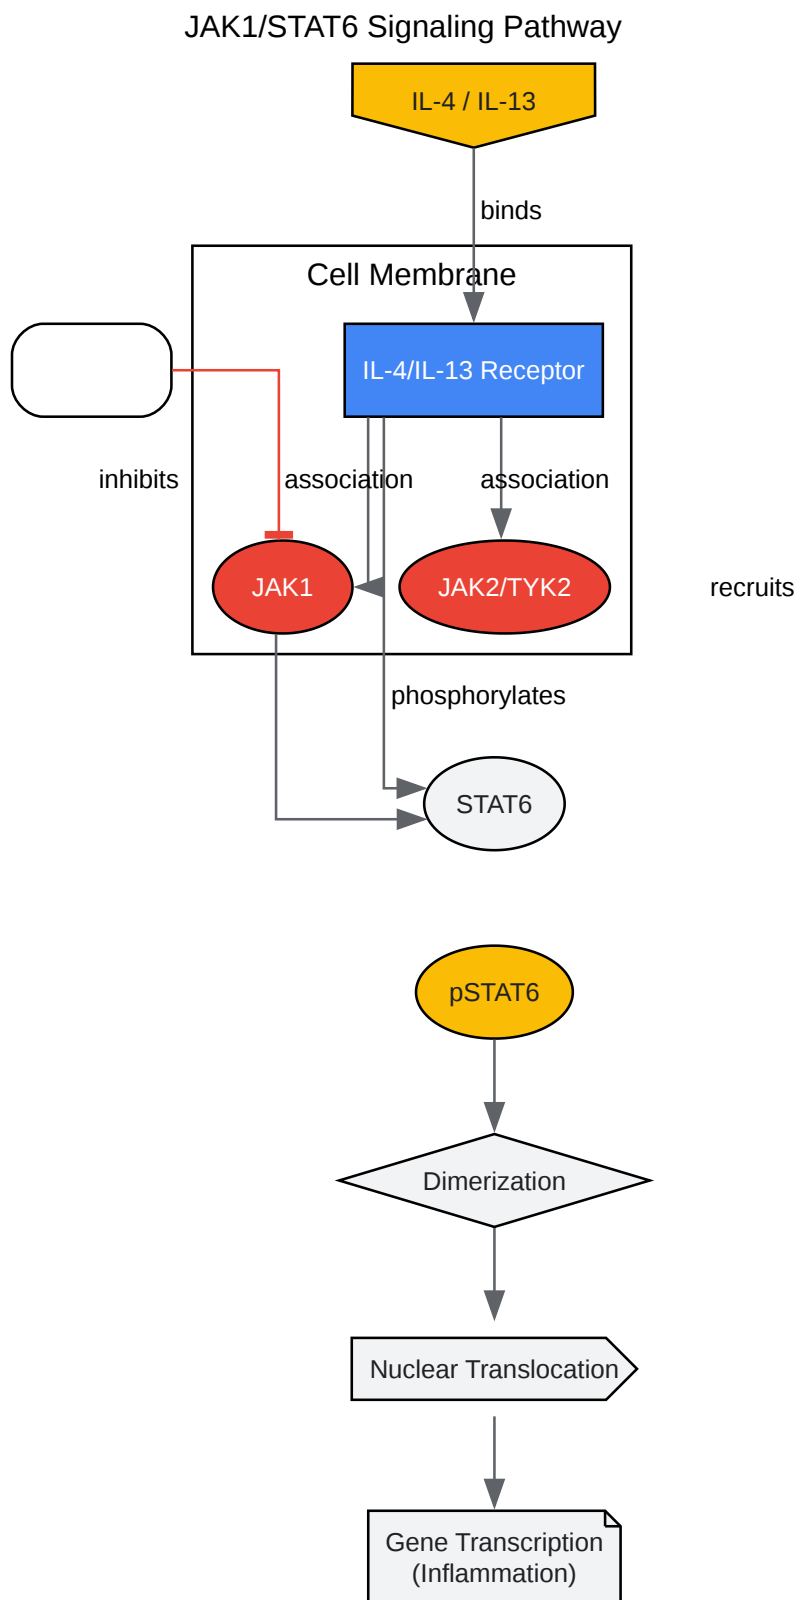 JAK1/STAT6 Signaling Pathway
IL-4 / IL-13
binds
Cell Membrane
IL-4/IL-13 Receptor
inhibits
association
association
JAK1
JAK2/TYK2
recruits
phosphorylates
STAT6
pSTAT6
Dimerization
Nuclear Translocation
Gene Transcription
(Inflammation)